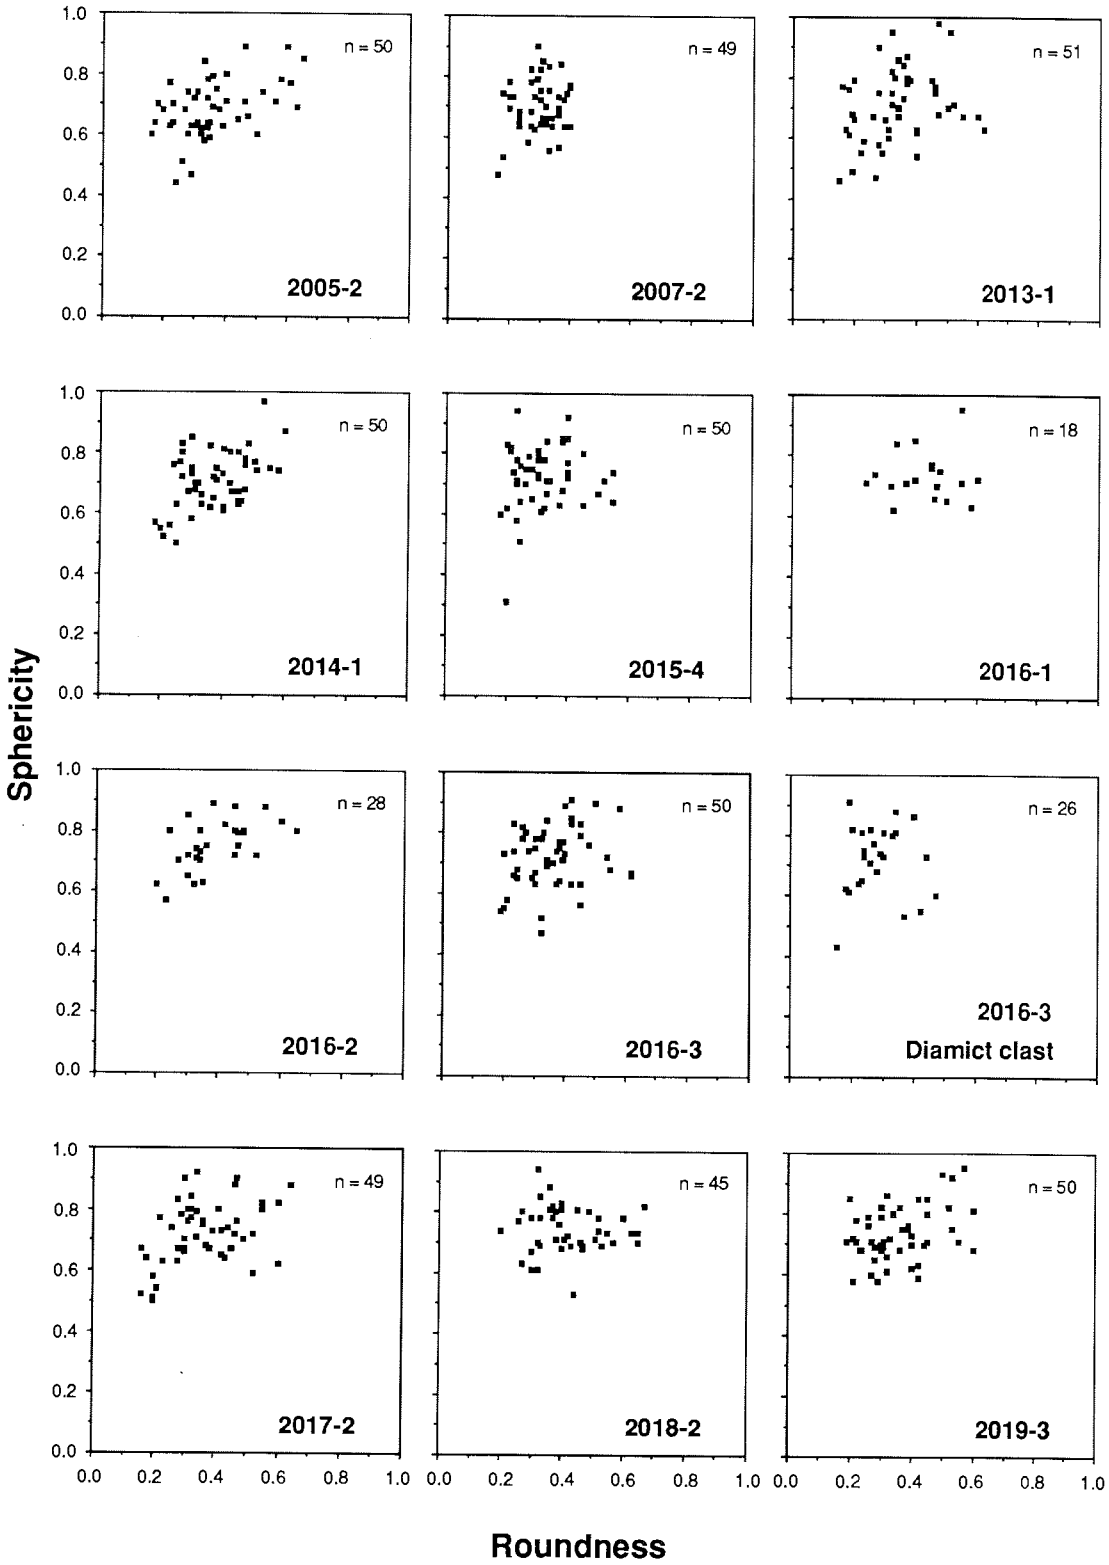 1.0
0.8
0.6
0.4
0.2
0.0
n = 50
2005-2
n = 49
2007-2
n = 51
2013-1
1.0
0.8
0.6
0.4
0.2
0.0
n = 50
2014-1
n = 50
2015-4
n = 18
2016-1
Sphericity
1.0
0.8
0.6
0.4
0.2
0.0
n = 28
2016-2
n = 50
2016-3
n = 26
2016-3
Diamict clast
1.0
0.8
0.6
0.4
0.2
0.0
n = 49
2017-2
n = 45
2018-2
n = 50
2019-3
0.0 0.2 0.4 0.6 0.8 1.0
0.0 0.2 0.4 0.6 0.8 1.0
0.0 0.2 0.4 0.6 0.8 1.0
Roundness